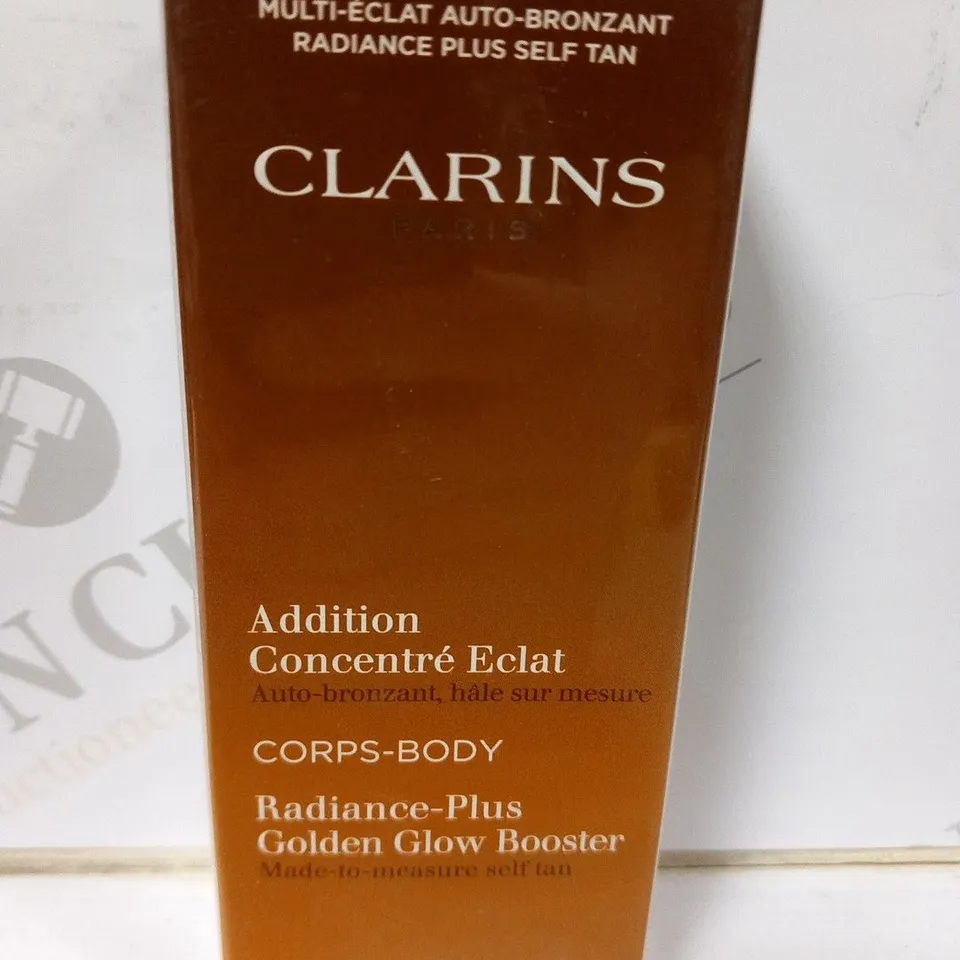 MULTI-ÉCLAT AUTO-BRONZANT
RADIANCE PLUS SELF TAN
CLARINS
PARIS
Addition
Concentré Eclat
Auto-bronzant, hâle sur mesure
CORPS-BODY
Radiance-Plus
Golden Glow Booster
Made-to-measure self tan